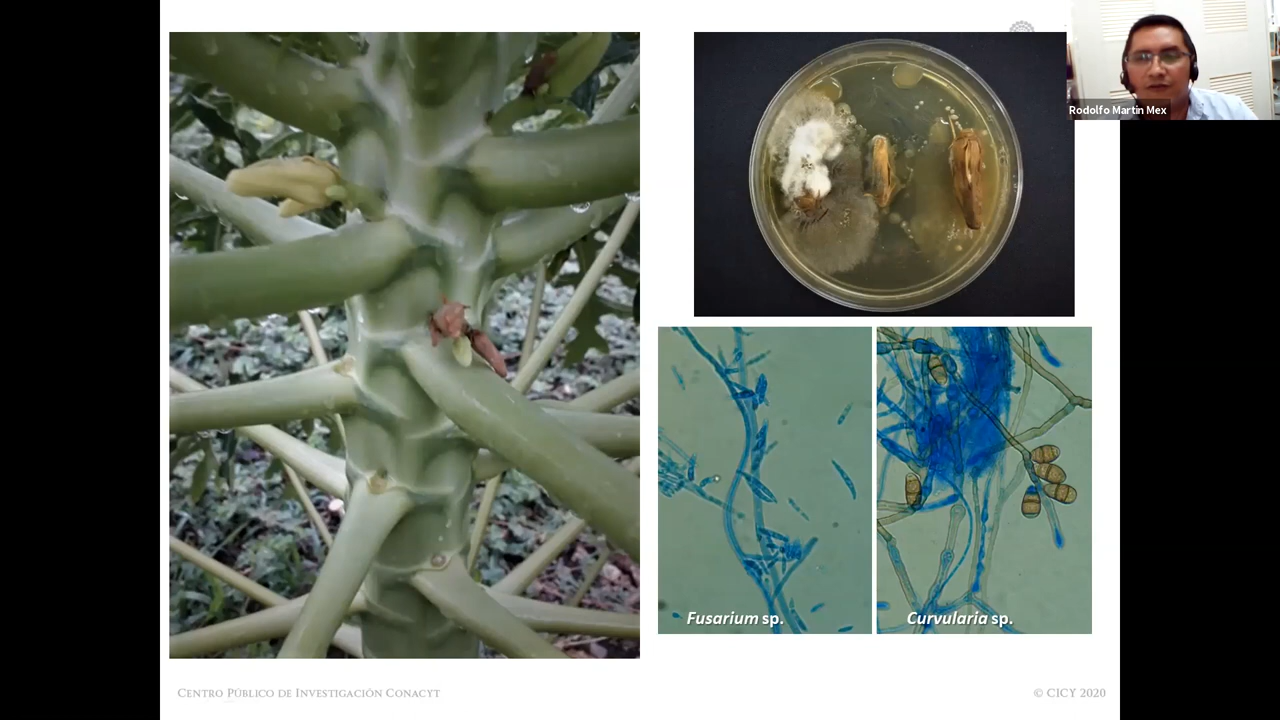 Rodolfo Martín Mex
Fusarium sp.
Curvularia sp.
CENTRO PÚBLICO DE INVESTIGACIÓN CONACYT
© CICY 2020